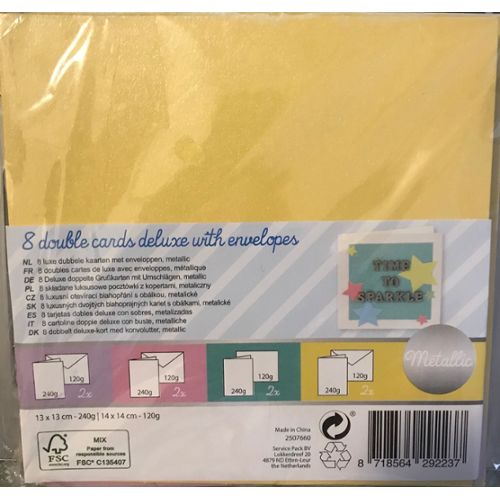 8 double cards deluxe with envelopes
NL 8 luxe dubbele kaarten met enveloppen, metallic
FR 8 doubles cartes de luxe avec enveloppes, métallique
DE 8 Deluxe doppelte Grußkarten mit Umschlägen, metallic
PL 8 składane luksusowe pocztówki z kopertami, metaliczny
CZ 8 luxusní otevírací blahopřání s obálkou, metalické
SK 8 luxusných dvojitých blahoprajných kariet s obálkami, metalické
ES 8 tarjetas dobles deluxe con sobres, metalizadas
IT 8 cartoline doppie deluxe con buste, metalliche
DK 8 dobbelt deluxe-kort med konvolutter, metallic
TIME
TO
SPARKLE
Metallic
240g 120g 2x
240g 120g 2x
240g 120g 2x
240g 120g 2x
13 x 13 cm - 240g | 14 x 14 cm - 120g
FSC
www.fsc.org
MIX
Paper from
responsible sources
FSC® C135407
Made in China
2507660
Service Pack BV
Lokkerdreef 20
4879 ND Etten-Leur
the Netherlands
8 718564 292237